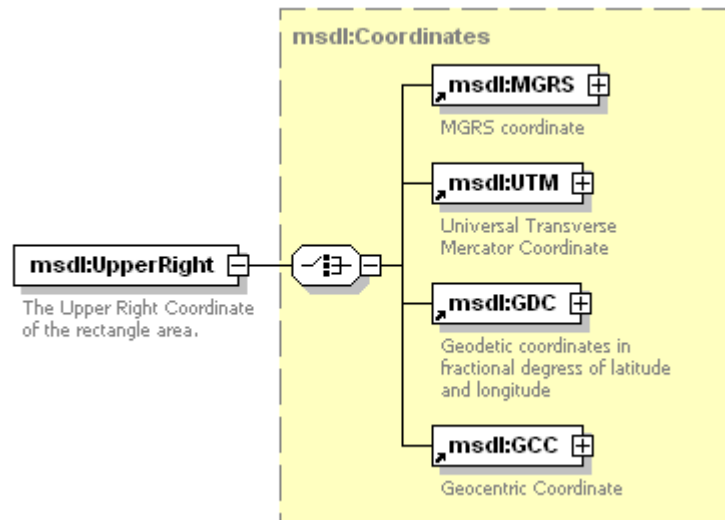 msdl:Coordinates
msdl:MGRS
MGRS coordinate
msdl:UTM
Universal Transverse
Mercator Coordinate
msdl:UpperRight
The Upper Right Coordinate
of the rectangle area.
msdl:GDC
Geodetic coordinates in
fractional degress of latitude
and longitude
msdl:GCC
Geocentric Coordinate